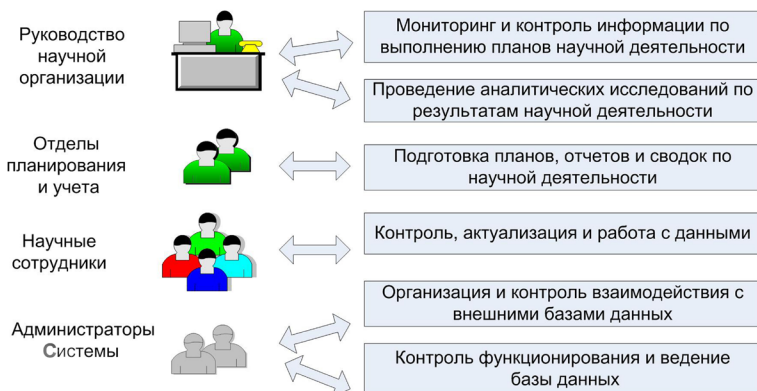 Руководство
научной
организации
Мониторинг и контроль информации по
выполнению планов научной деятельности
Проведение аналитических исследований по
результатам научной деятельности
Отделы
планирования
и учета
Подготовка планов, отчетов и сводок по
научной деятельности
Научные
сотрудники
Контроль, актуализация и работа с данными
Администраторы
Системы
Организация и контроль взаимодействия с
внешними базами данных
Контроль функционирования и ведение
базы данных